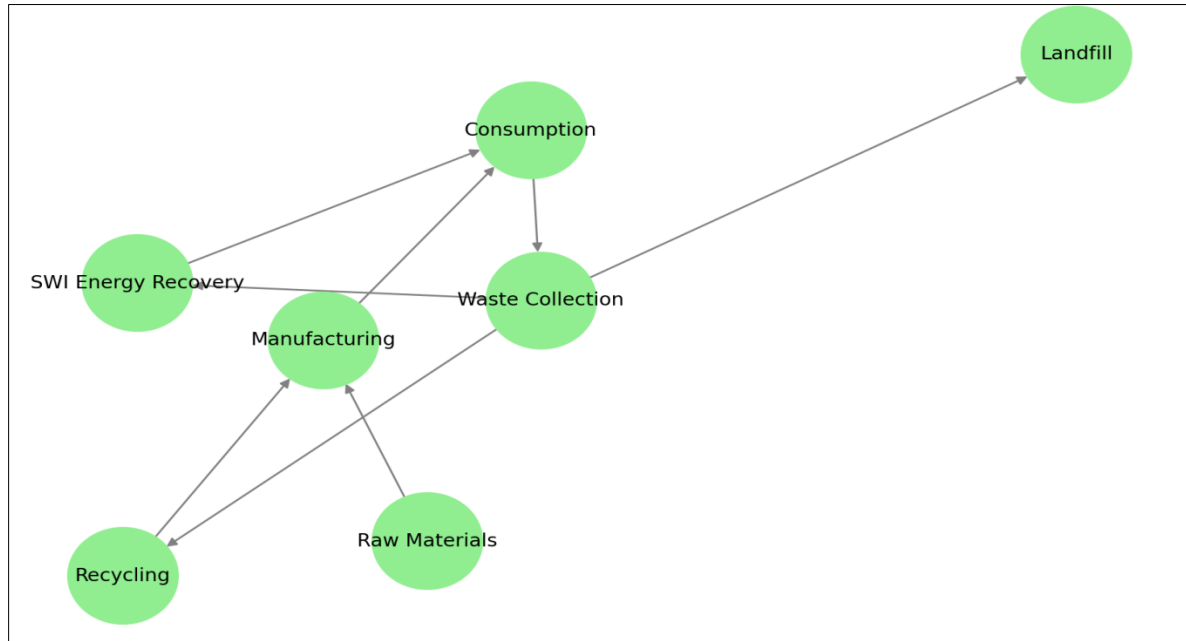 Landfill
Consumption
SWI Energy Recovery
Waste Collection
Manufacturing
Raw Materials
Recycling